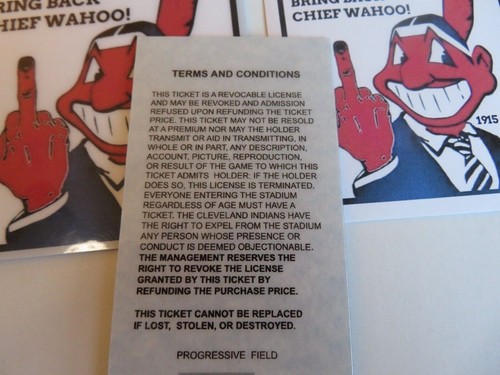 RING BACK
HIEF WAHOO!
BRING
CHIEF WAHOO!
1915
TERMS AND CONDITIONS
THIS TICKET IS A REVOCABLE LICENSE
AND MAY BE REVOKED AND ADMISSION
REFUSED UPON REFUNDING THE TICKET
PRICE. THIS TICKET MAY NOT BE RESOLD
AT A PREMIUM NOR MAY THE HOLDER
TRANSMIT OR AID IN TRANSMITTING, IN
WHOLE OR IN PART, ANY DESCRIPTION,
ACCOUNT, PICTURE, REPRODUCTION,
OR RESULT OF THE GAME TO WHICH THIS
TICKET ADMITS HOLDER: IF THE HOLDER
DOES SO, THIS LICENSE IS TERMINATED.
EVERYONE ENTERING THE STADIUM
REGARDLESS OF AGE MUST HAVE A
TICKET. THE CLEVELAND INDIANS HAVE
THE RIGHT TO EXPEL FROM THE STADIUM
ANY PERSON WHOSE PRESENCE OR
CONDUCT IS DEEMED OBJECTIONABLE.
THE MANAGEMENT RESERVES THE
RIGHT TO REVOKE THE LICENSE
GRANTED BY THIS TICKET BY
REFUNDING THE PURCHASE PRICE.
THIS TICKET CANNOT BE REPLACED
IF LOST, STOLEN, OR DESTROYED.
PROGRESSIVE FIELD